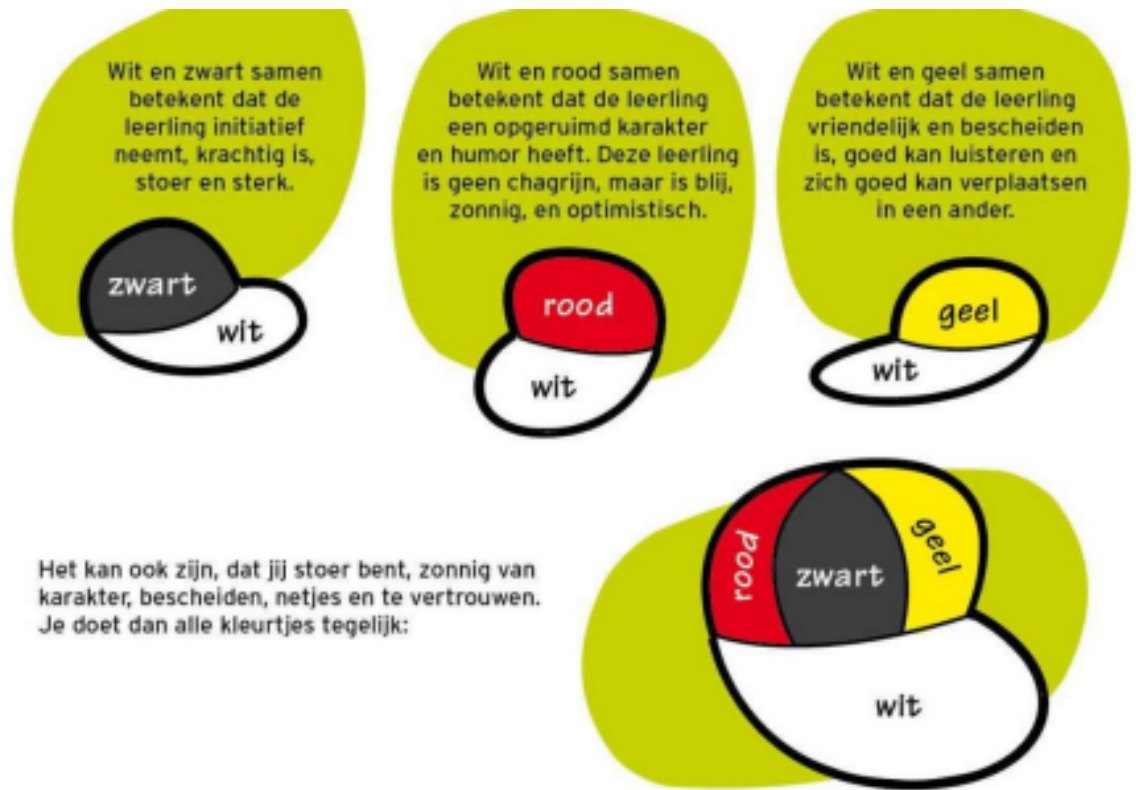 Wit en zwart samen
betekent dat de
leerling initiatief
neemt, krachtig is,
stoer en sterk.
zwart
wit
Wit en rood samen
betekent dat de leerling
een opgeruimd karakter
en humor heeft. Deze leerling
is geen chagrijn, maar is blij,
zonnig, en optimistisch.
rood
wit
Wit en geel samen
betekent dat de leerling
vriendelijk en bescheiden
is, goed kan luisteren en
zich goed kan verplaatsen
in een ander.
geel
wit
Het kan ook zijn, dat jij stoer bent, zonnig van
karakter, bescheiden, netjes en te vertrouwen.
Je doet dan alle kleurtjes tegelijk:
rood
zwart
geel
wit